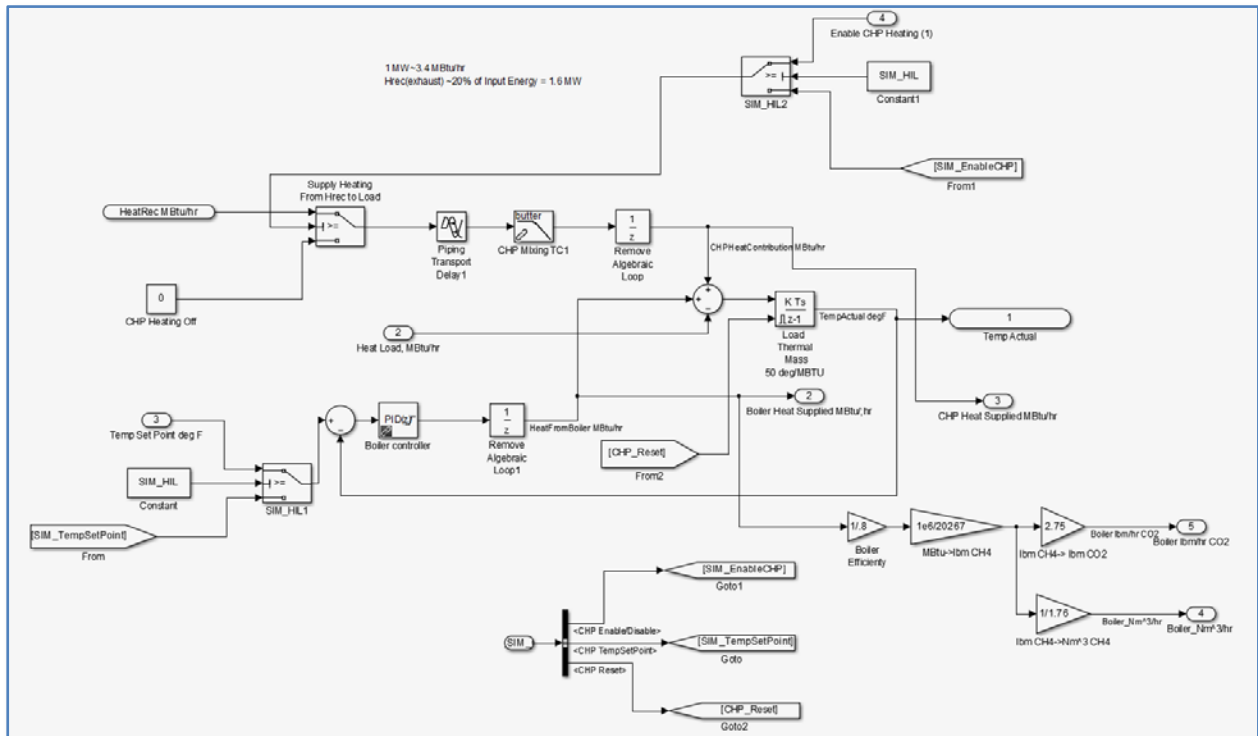 4
Enable CHP Heating (1)
1 MW~3.4 MBtu/hr
Hrec(exhaust) ~20% of Input Energy = 1.6 MW
>=
SIM_HIL
SIM_HIL2
Constant1
[SIM_EnableCHP]
From1
Supply Heating
From Hrec to Load
HeatRec MBtu/hr
>=
butter
1
z
Piping
Transport
Delay1
CHP Mixing TC1
Remove
Algebraic
Loop
CHPHeatContribution MBtu/hr
0
CHP Heating Off
+
+
−
K Ts
z-1
TempActual degF
1
Temp Actual
2
Heat Load, MBtu/hr
Load
Thermal
Mass
50 deg/MBTU
2
Boiler Heat Supplied MBtu/hr
3
CHP Heat Supplied MBtu/hr
3
Temp Set Point deg F
+
−
Boiler controller
1
z
HeatFromBoiler MBtu/hr
Remove
Algebraic
Loop1
[CHP_Reset]
From2
SIM_HIL
Constant
>=
SIM_HIL1
[SIM_TempSetPoint]
From
1/.8
Boiler
Efficienty
1e6/20267
MBtu->lbm CH4
2.75
lbm CH4-> lbm CO2
Boiler lbm/hr CO2
5
Boiler lbm/hr CO2
1/1.76
lbm CH4->Nm^3 CH4
Boiler_Nm^3/hr
4
Boiler_Nm^3/hr
[SIM_EnableCHP]
Goto1
SIM_
<CHP Enable/Disable>
<CHP TempSetPoint>
<CHP Reset>
[SIM_TempSetPoint]
Goto
[CHP_Reset]
Goto2